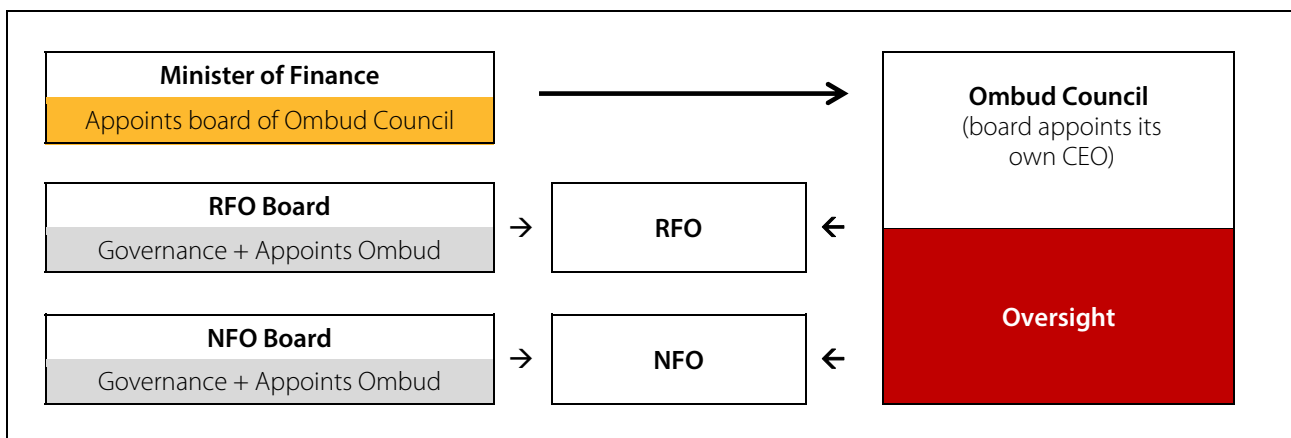 Minister of Finance
Appoints board of Ombud Council
Ombud Council
(board appoints its
own CEO)
RFO Board
Governance + Appoints Ombud
→
RFO
←
Oversight
NFO Board
Governance + Appoints Ombud
→
NFO
←